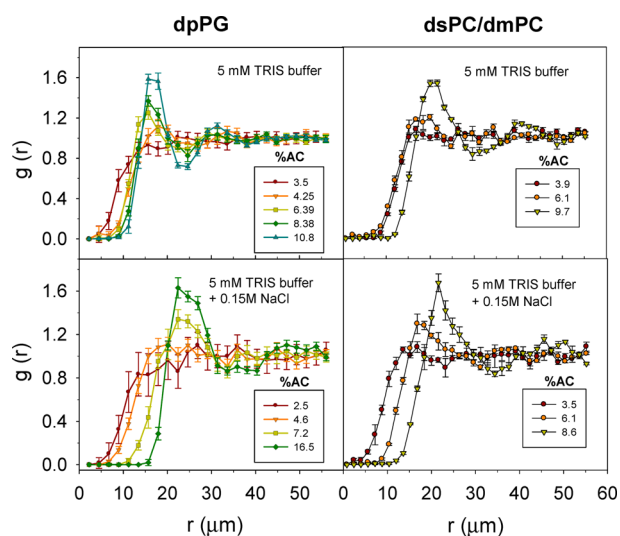 dpPG
dsPC/dmPC
g (r)
1.6
1.2
0.8
0.4
0.0
5 mM TRIS buffer
%AC
3.5
4.25
6.39
8.38
10.8
5 mM TRIS buffer
%AC
3.9
6.1
9.7
g (r)
1.6
1.2
0.8
0.4
0.0
5 mM TRIS buffer
+ 0.15M NaCl
%AC
2.5
4.6
7.2
16.5
5 mM TRIS buffer
+ 0.15M NaCl
%AC
3.5
6.1
8.6
0 10 20 30 40 50
0 10 20 30 40 50 60
r (μm)
r (μm)